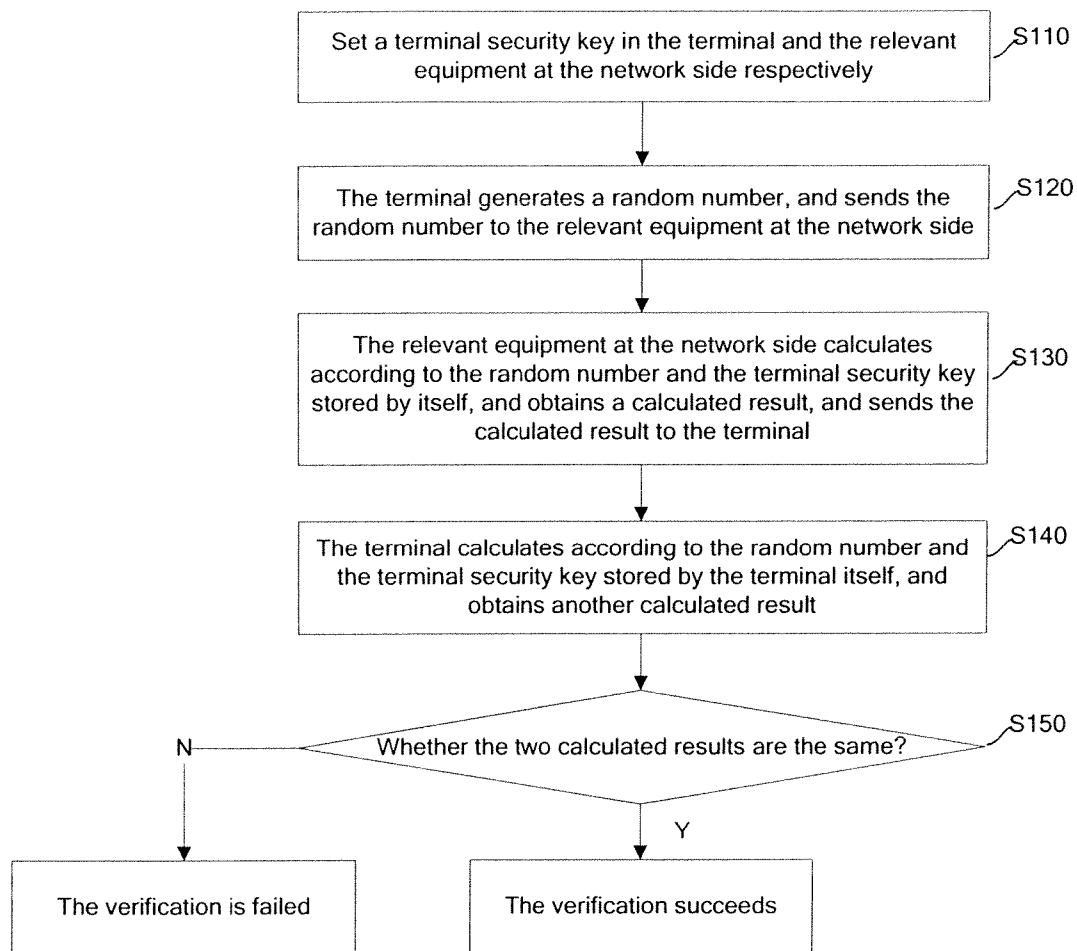 Set a terminal security key in the terminal and the relevant
equipment at the network side respectively
S110
The terminal generates a random number, and sends the
random number to the relevant equipment at the network side
S120
The relevant equipment at the network side calculates
according to the random number and the terminal security key
stored by itself, and obtains a calculated result, and sends the
calculated result to the terminal
S130
The terminal calculates according to the random number and
the terminal security key stored by the terminal itself, and
obtains another calculated result
S140
Whether the two calculated results are the same?
S150
N
Y
The verification is failed
The verification succeeds